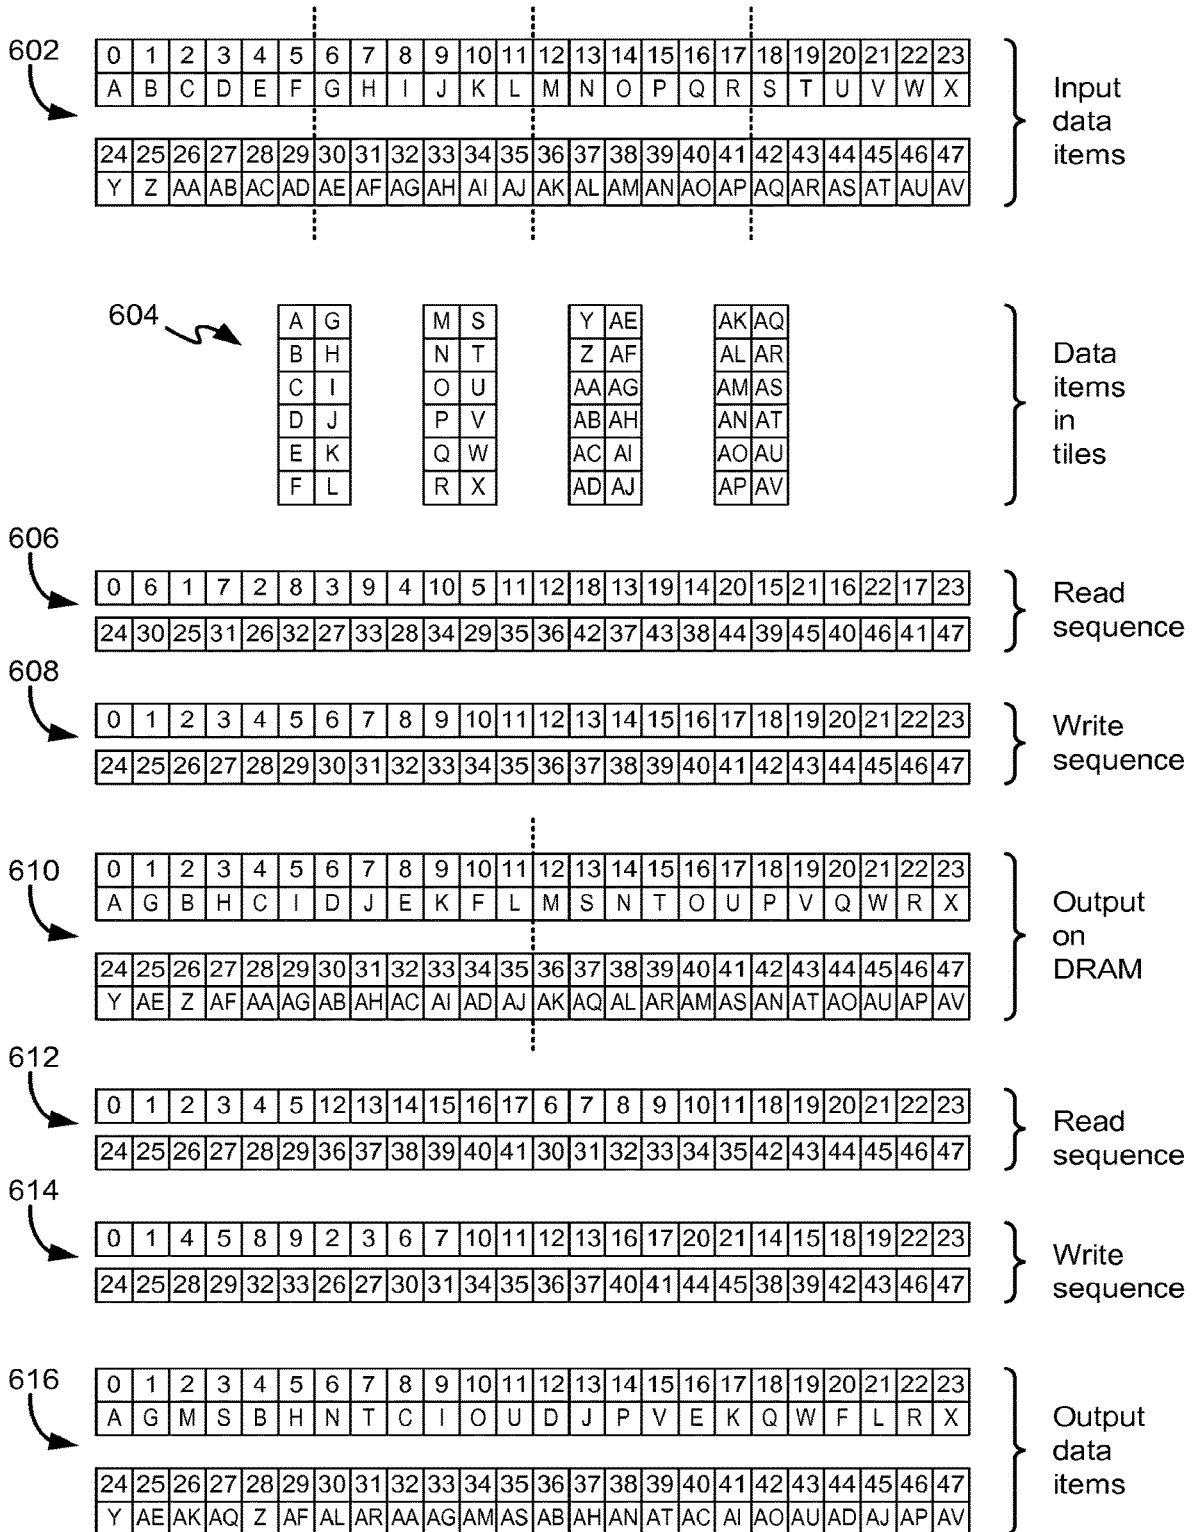 602
0 1 2 3 4 5 6 7 8 9 10 11 12 13 14 15 16 17 18 19 20 21 22 23
A B C D E F G H I J K L M N O P Q R S T U V W X
24 25 26 27 28 29 30 31 32 33 34 35 36 37 38 39 40 41 42 43 44 45 46 47
Y Z AA AB AC AD AE AF AG AH AI AJ AK AL AM AN AO AP AQ AR AS AT AU AV
Input
data
items
604
A G M S Y AE AK AQ
B H N T Z AF AL AR
C I O U AA AG AM AS
D J P V AB AH AN AT
E K Q W AC AI AO AU
F L R X AD AJ AP AV
Data
items
in
tiles
606
0 6 1 7 2 8 3 9 4 10 5 11 12 18 13 19 14 20 15 21 16 22 17 23
24 30 25 31 26 32 27 33 28 34 29 35 36 42 37 43 38 44 39 45 40 46 41 47
Read
sequence
608
0 1 2 3 4 5 6 7 8 9 10 11 12 13 14 15 16 17 18 19 20 21 22 23
24 25 26 27 28 29 30 31 32 33 34 35 36 37 38 39 40 41 42 43 44 45 46 47
Write
sequence
610
0 1 2 3 4 5 6 7 8 9 10 11 12 13 14 15 16 17 18 19 20 21 22 23
A G B H C I D J E K F L M S N T O U P V Q W R X
24 25 26 27 28 29 30 31 32 33 34 35 36 37 38 39 40 41 42 43 44 45 46 47
Y AE Z AF AA AG AB AH AC AI AD AJ AK AQ AL AR AM AS AN AT AO AU AP AV
Output
on
DRAM
612
0 1 2 3 4 5 12 13 14 15 16 17 6 7 8 9 10 11 18 19 20 21 22 23
24 25 26 27 28 29 36 37 38 39 40 41 30 31 32 33 34 35 42 43 44 45 46 47
Read
sequence
614
0 1 4 5 8 9 2 3 6 7 10 11 12 13 16 17 20 21 14 15 18 19 22 23
24 25 28 29 32 33 26 27 30 31 34 35 36 37 40 41 44 45 38 39 42 43 46 47
Write
sequence
616
0 1 2 3 4 5 6 7 8 9 10 11 12 13 14 15 16 17 18 19 20 21 22 23
A G M S B H N T C I O U D J P V E K Q W F L R X
24 25 26 27 28 29 30 31 32 33 34 35 36 37 38 39 40 41 42 43 44 45 46 47
Y AE AK AQ Z AF AL AR AA AG AM AS AB AH AN AT AC AI AO AU AD AJ AP AV
Output
data
items